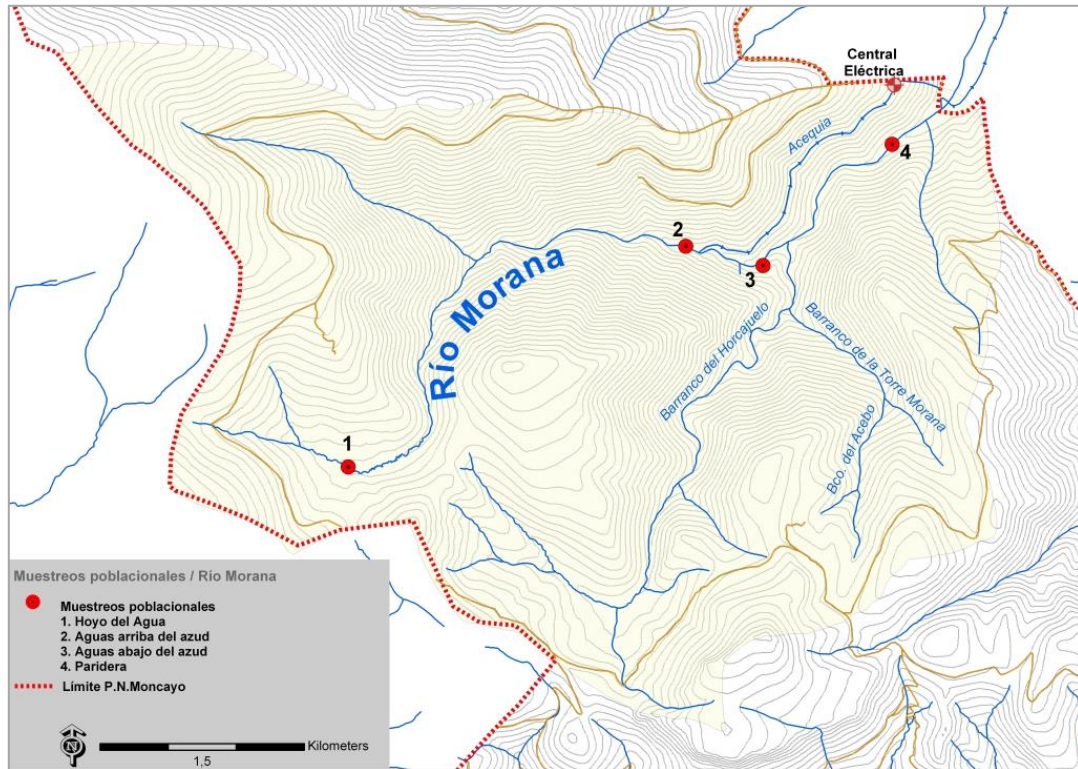 Central
Eléctrica
Acequia
4
2
3
Río Morana
Barranco del Horcajuelo
Barranco de la Torre Morana
Bco. del Acebo
1
Muestreos poblacionales / Río Morana
Muestreos poblacionales
1. Hoyo del Agua
2. Aguas arriba del azud
3. Aguas abajo del azud
4. Paridera
Límite P.N.Moncayo
N
Kilometers
1,5